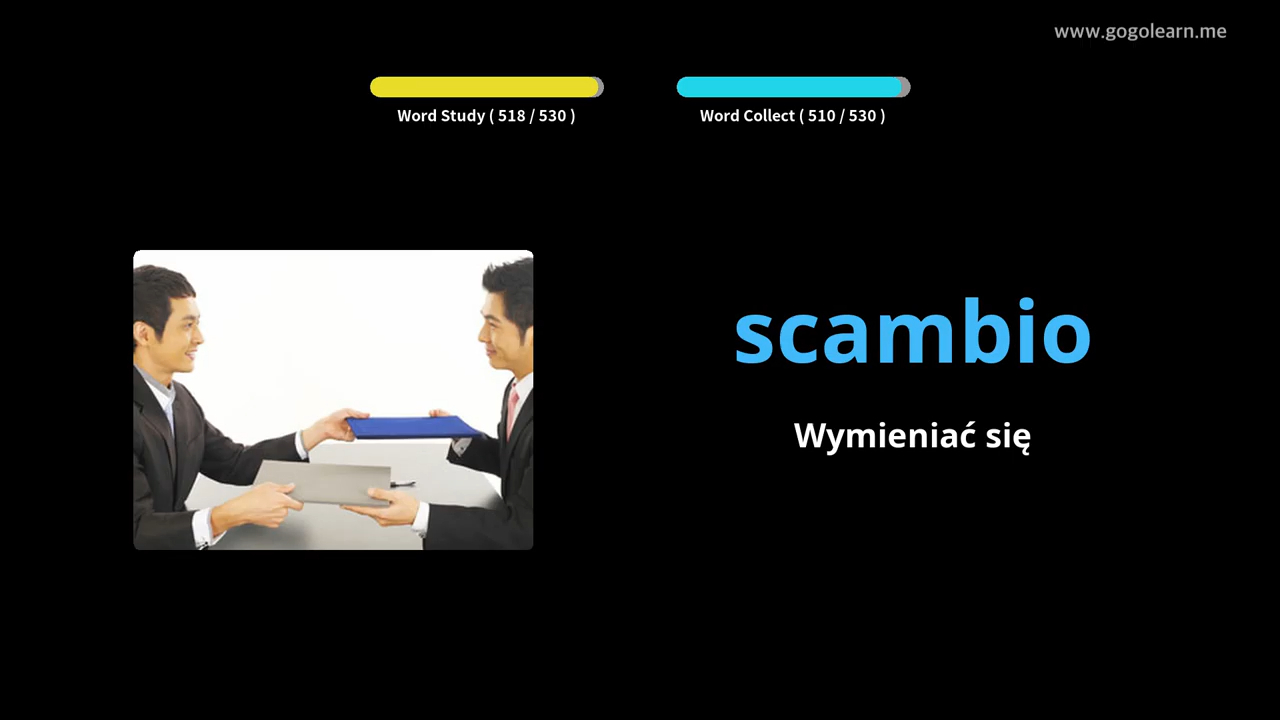 www.gogolearn.me
Word Study ( 518 / 530 )
Word Collect ( 510 / 530 )
scambio
Wymieniać się